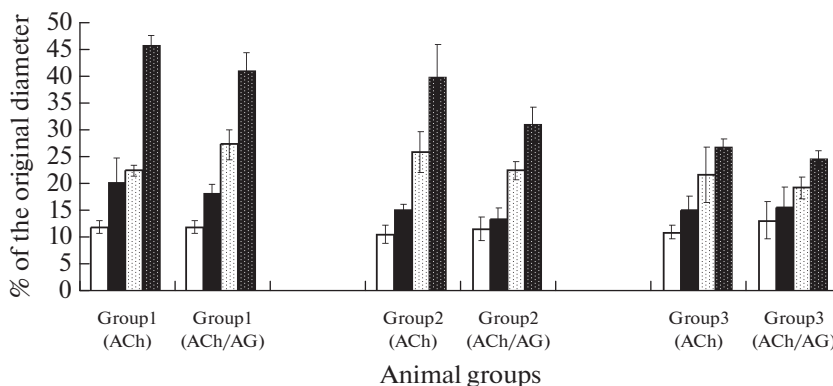 % of the original diameter
50
45
40
35
30
25
20
15
10
5
0
Group1 Group1 Group2 Group2 Group3 Group3
(ACh) (ACh/AG) (ACh) (ACh/AG) (ACh) (ACh/AG)
Animal groups